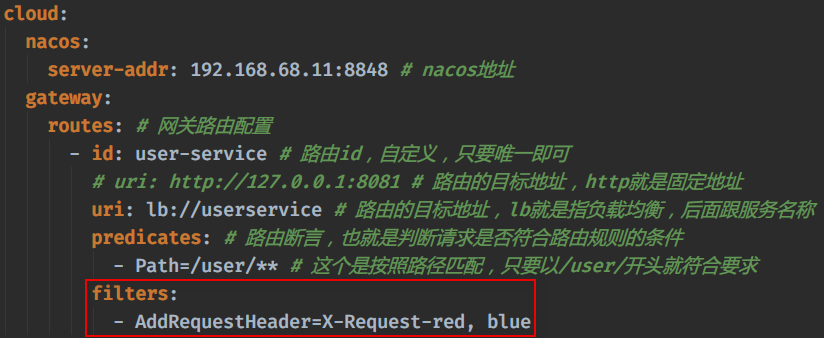 cloud:
nacos:
server-addr: 192.168.68.11:8848 # nacos地址
gateway:
routes: # 网关路由配置
- id: user-service # 路由id，自定义，只要唯一即可
# uri: http://127.0.0.1:8081 # 路由的目标地址，http就是固定地址
uri: lb://userservice # 路由的目标地址，lb就是指负载均衡，后面跟服务名称
predicates: # 路由断言，也就是判断请求是否符合路由规则的条件
- Path=/user/** # 这个是按照路径匹配，只要以/user/开头就符合要求
filters:
- AddRequestHeader=X-Request-red, blue